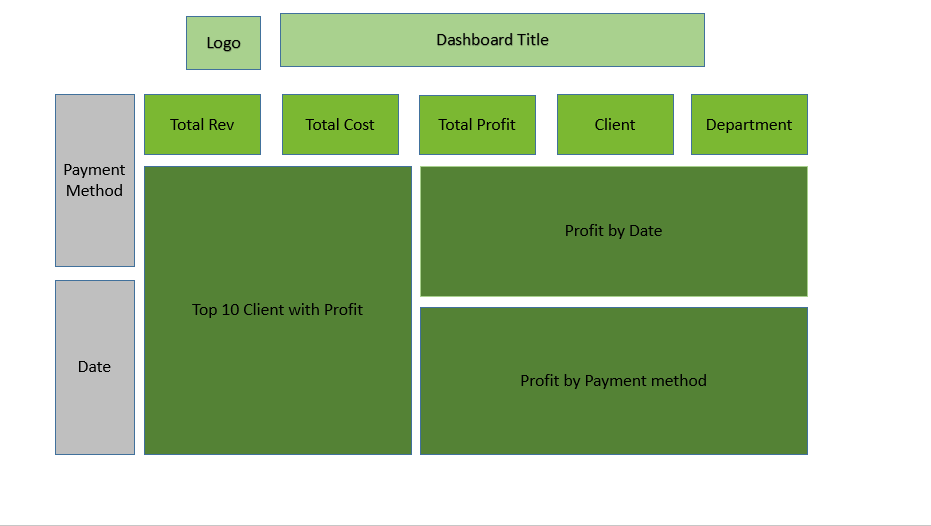 Logo
Dashboard Title
Total Rev
Total Cost
Total Profit
Client
Department
Payment
Method
Profit by Date
Top 10 Client with Profit
Date
Profit by Payment method